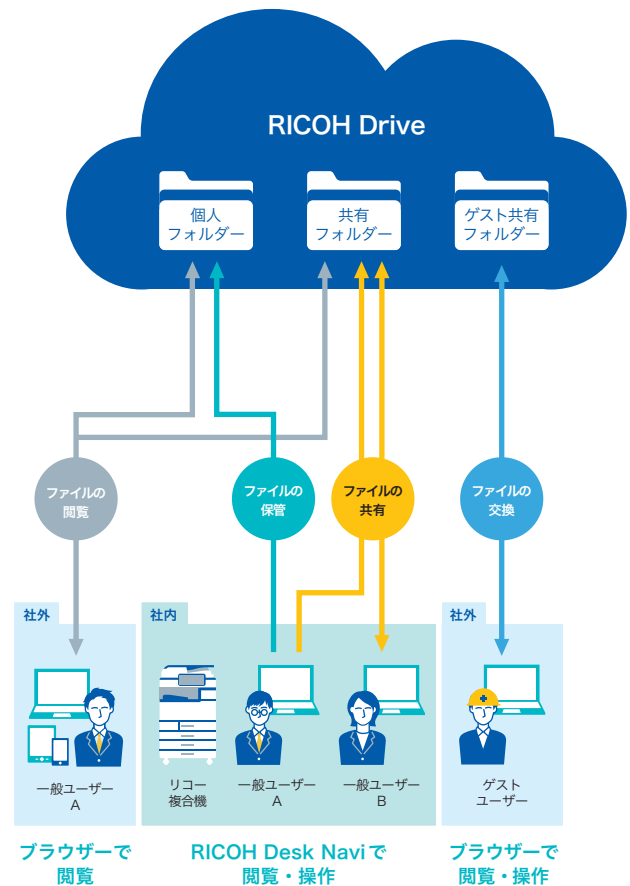 RICOH Drive
個人
フォルダー
共有
フォルダー
ゲスト共有
フォルダー
ファイルの
閲覧
ファイルの
保管
ファイルの
共有
ファイルの
交換
社外
一般ユーザー
A
社内
リコー
複合機
一般ユーザー
A
一般ユーザー
B
社外
ゲスト
ユーザー
ブラウザーで
閲覧
RICOH Desk Naviで
閲覧・操作
ブラウザーで
閲覧・操作